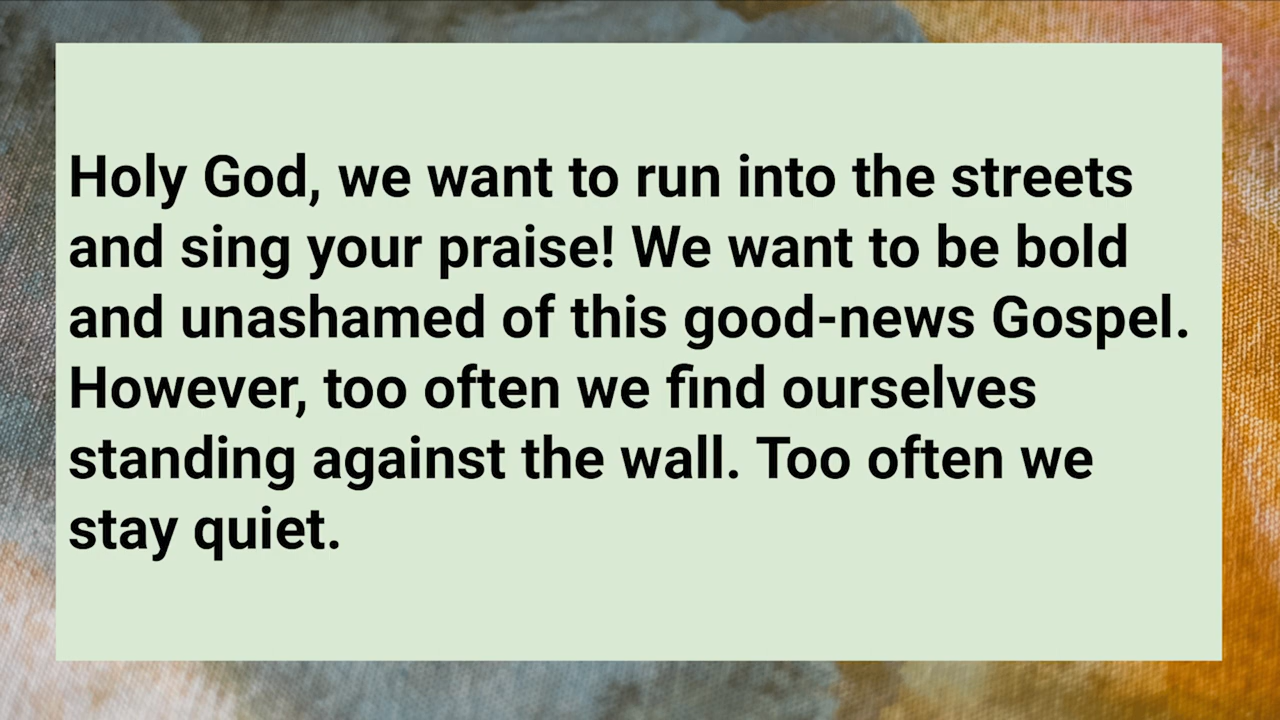 Holy God, we want to run into the streets
and sing your praise! We want to be bold
and unashamed of this good-news Gospel.
However, too often we find ourselves
standing against the wall. Too often we
stay quiet.